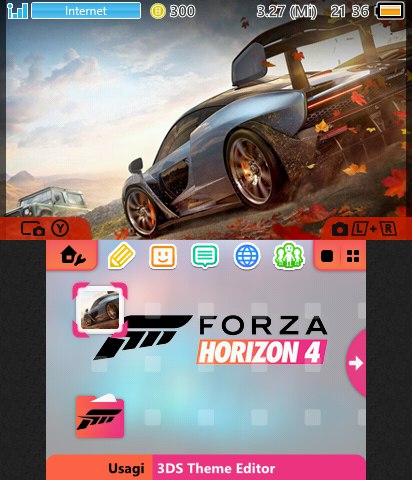 Internet 300 3.27 (Mi) 21 36
Y L+R
FORZA
HORIZON 4
Usagi 3DS Theme Editor